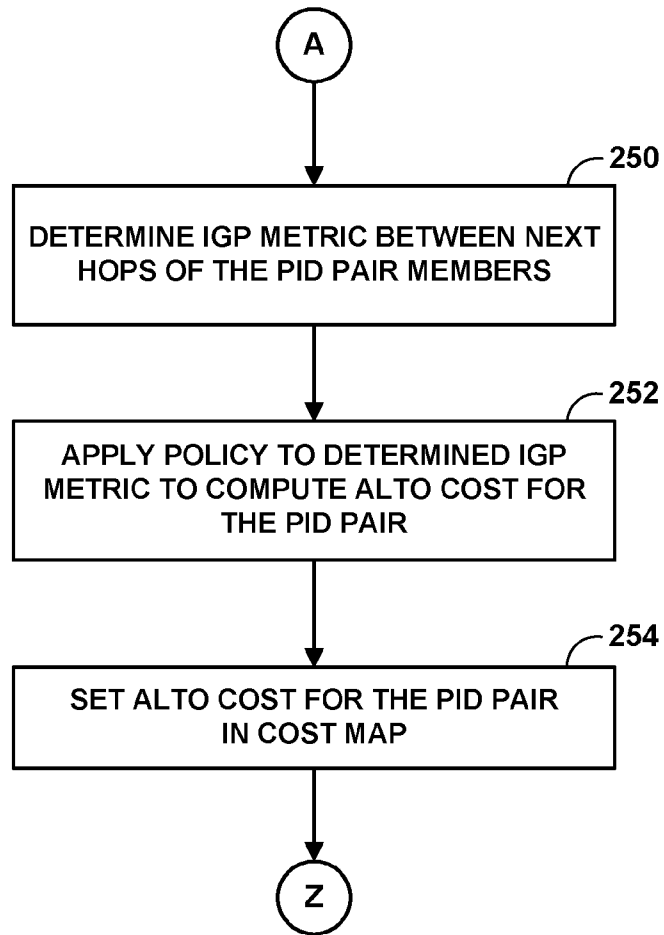 A
250
DETERMINE IGP METRIC BETWEEN NEXT
HOPS OF THE PID PAIR MEMBERS
252
APPLY POLICY TO DETERMINED IGP
METRIC TO COMPUTE ALTO COST FOR
THE PID PAIR
254
SET ALTO COST FOR THE PID PAIR
IN COST MAP
Z